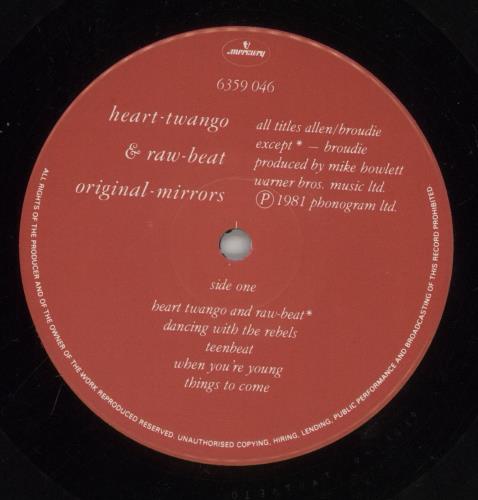 mercury
6359 046
heart-twango
& raw-beat
original-mirrors
all titles allen/broudie
except * – broudie
produced by mike howlett
warner bros. music ltd.
Ⓟ 1981 phonogram ltd.
side one
heart twango and raw-beat*
dancing with the rebels
teenbeat
when you're young
things to come
ALL RIGHTS OF THE PRODUCER AND OF THE OWNER OF THE WORK REPRODUCED RESERVED. UNAUTHORISED COPYING, HIRING, LENDING, PUBLIC PERFORMANCE AND BROADCASTING OF THIS RECORD PROHIBITED.